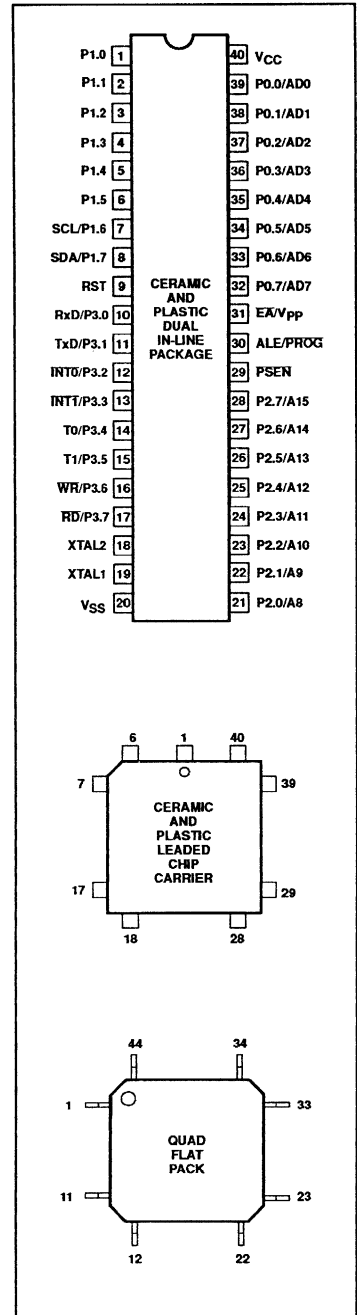 P1.0 1 40 VCC
P1.1 2 39 P0.0/AD0
P1.2 3 38 P0.1/AD1
P1.3 4 37 P0.2/AD2
P1.4 5 36 P0.3/AD3
P1.5 6 35 P0.4/AD4
SCL/P1.6 7 34 P0.5/AD5
SDA/P1.7 8 33 P0.6/AD6
RST 9 32 P0.7/AD7
RxD/P3.0 10 31 EA/VPP
TxD/P3.1 11 30 ALE/PROG
INT0/P3.2 12 29 PSEN
INT1/P3.3 13 28 P2.7/A15
T0/P3.4 14 27 P2.6/A14
T1/P3.5 15 26 P2.5/A13
WR/P3.6 16 25 P2.4/A12
RD/P3.7 17 24 P2.3/A11
XTAL2 18 23 P2.2/A10
XTAL1 19 22 P2.1/A9
VSS 20 21 P2.0/A8
CERAMIC
AND
PLASTIC
DUAL
IN-LINE
PACKAGE
6 1 40
7 39
CERAMIC
AND
PLASTIC
LEADED
CHIP
CARRIER
17 29
18 28
44 34
1 33
QUAD
FLAT
PACK
11 23
12 22